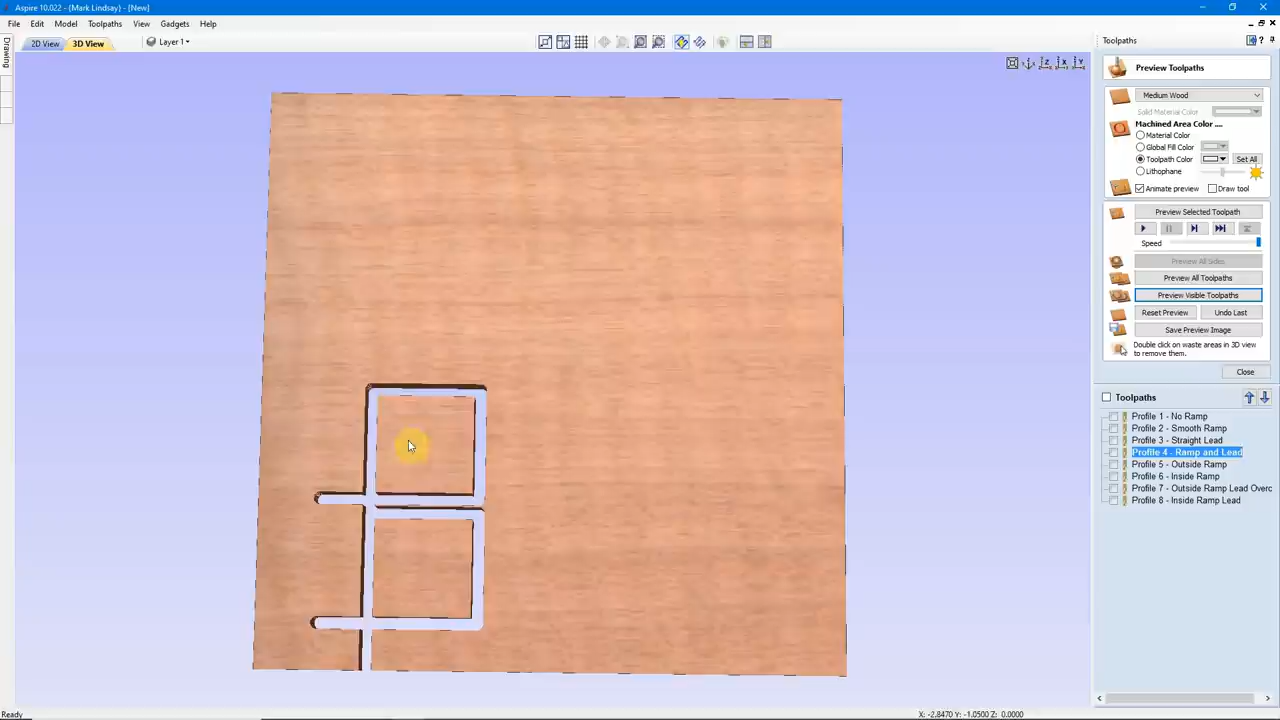 Aspire 10.022 - {Mark Lindsay} - [New]
File Edit Model Toolpaths View Gadgets Help
Drawing
2D View 3D View Layer 1
Toolpaths
Preview Toolpaths
Medium Wood
Solid Material Color
Machined Area Color ....
Material Color
Global Fill Color
Toolpath Color Set All
Lithophane
Animate preview Draw tool
Preview Selected Toolpath
Speed
Preview All Sides
Preview All Toolpaths
Preview Visible Toolpaths
Reset Preview Undo Last
Save Preview Image
Double click on waste areas in 3D view
to remove them.
Close
Toolpaths
Profile 1 - No Ramp
Profile 2 - Smooth Ramp
Profile 3 - Straight Lead
Profile 4 - Ramp and Lead
Profile 5 - Outside Ramp
Profile 6 - Inside Ramp
Profile 7 - Outside Ramp Lead Overc
Profile 8 - Inside Ramp Lead
Ready
X: -2.8470 Y: -1.0500 Z: 0.0000